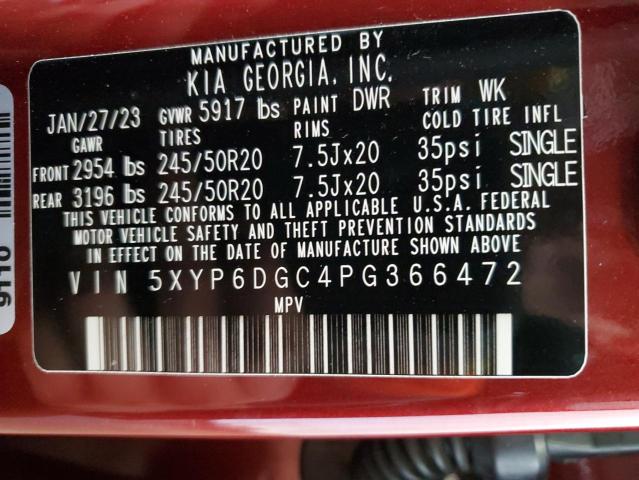 MANUFACTURED BY
KIA GEORGIA, INC.
JAN/27/23 GVWR 5917 lbs PAINT DWR TRIM WK
GAWR TIRES RIMS COLD TIRE INFL
FRONT 2954 lbs 245/50R20 7.5Jx20 35psi SINGLE
REAR 3196 lbs 245/50R20 7.5Jx20 35psi SINGLE
THIS VEHICLE CONFORMS TO ALL APPLICABLE U.S.A. FEDERAL
MOTOR VEHICLE SAFETY AND THEFT PREVENTION STANDARDS
IN EFFECT ON THE DATE OF MANUFACTURE SHOWN ABOVE
VIN 5XYP6DGC4PG366472
MPV